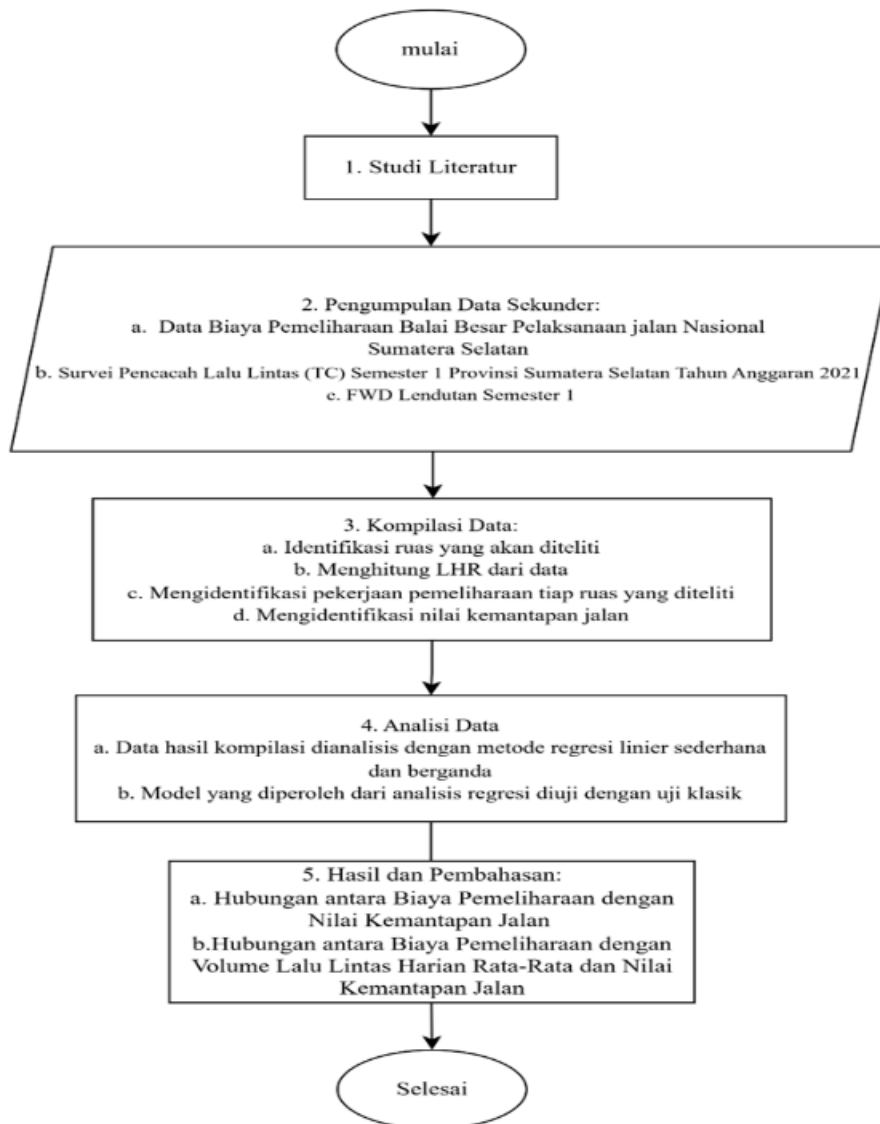 mulai
1. Studi Literatur
2. Pengumpulan Data Sekunder:
a. Data Biaya Pemeliharaan Balai Besar Pelaksanaan jalan Nasional
Sumatera Selatan
b. Survei Pencacah Lalu Lintas (TC) Semester 1 Provinsi Sumatera Selatan Tahun Anggaran 2021
c. FWD Lendutan Semester 1
3. Kompilasi Data:
a. Identifikasi ruas yang akan diteliti
b. Menghitung LHR dari data
c. Mengidentifikasi pekerjaan pemeliharaan tiap ruas yang diteliti
d. Mengidentifikasi nilai kemantapan jalan
4. Analisi Data
a. Data hasil kompilasi dianalisis dengan metode regresi linier sederhana
dan berganda
b. Model yang diperoleh dari analisis regresi diuji dengan uji klasik
5. Hasil dan Pembahasan:
a. Hubungan antara Biaya Pemeliharaan dengan
Nilai Kemantapan Jalan
b.Hubungan antara Biaya Pemeliharaan dengan
Volume Lalu Lintas Harian Rata-Rata dan Nilai
Kemantapan Jalan
Selesai